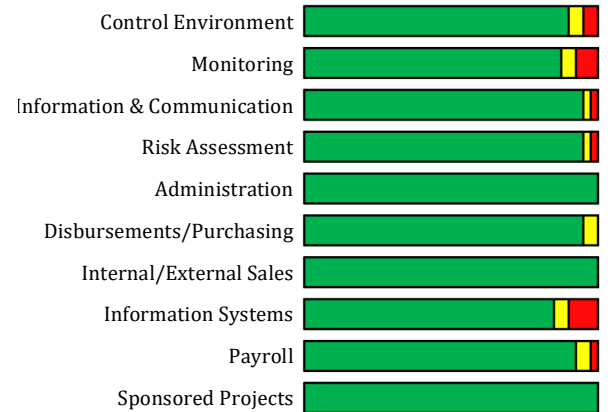 Control Environment
Monitoring
Information & Communication
Risk Assessment
Administration
Disbursements/Purchasing
Internal/External Sales
Information Systems
Payroll
Sponsored Projects